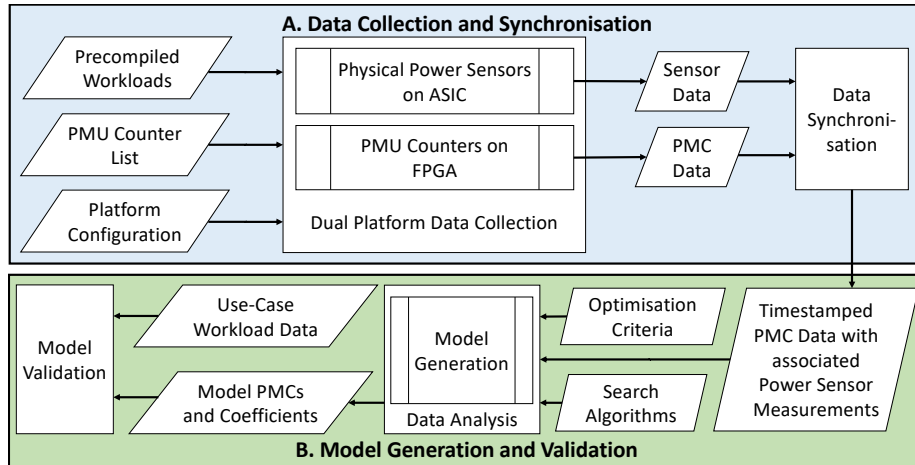 A. Data Collection and Synchronisation
Precompiled
Workloads
PMU Counter
List
Platform
Configuration
Physical Power Sensors
on ASIC
PMU Counters on
FPGA
Dual Platform Data Collection
Sensor
Data
PMC
Data
Data
Synchroni-
sation
Model
Validation
Use-Case
Workload Data
Model PMCs
and Coefficients
Model
Generation
Data Analysis
Optimisation
Criteria
Search
Algorithms
Timestamped
PMC Data with
associated
Power Sensor
Measurements
B. Model Generation and Validation